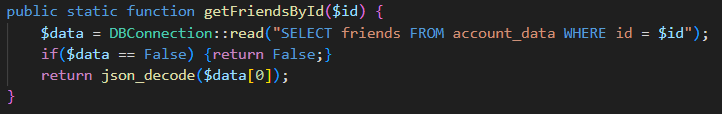 public static function getFriendsById($id) {
    $data = DBConnection::read("SELECT friends FROM account_data WHERE id = $id");
    if($data == False) {return False;}
    return json_decode($data[0]);
}